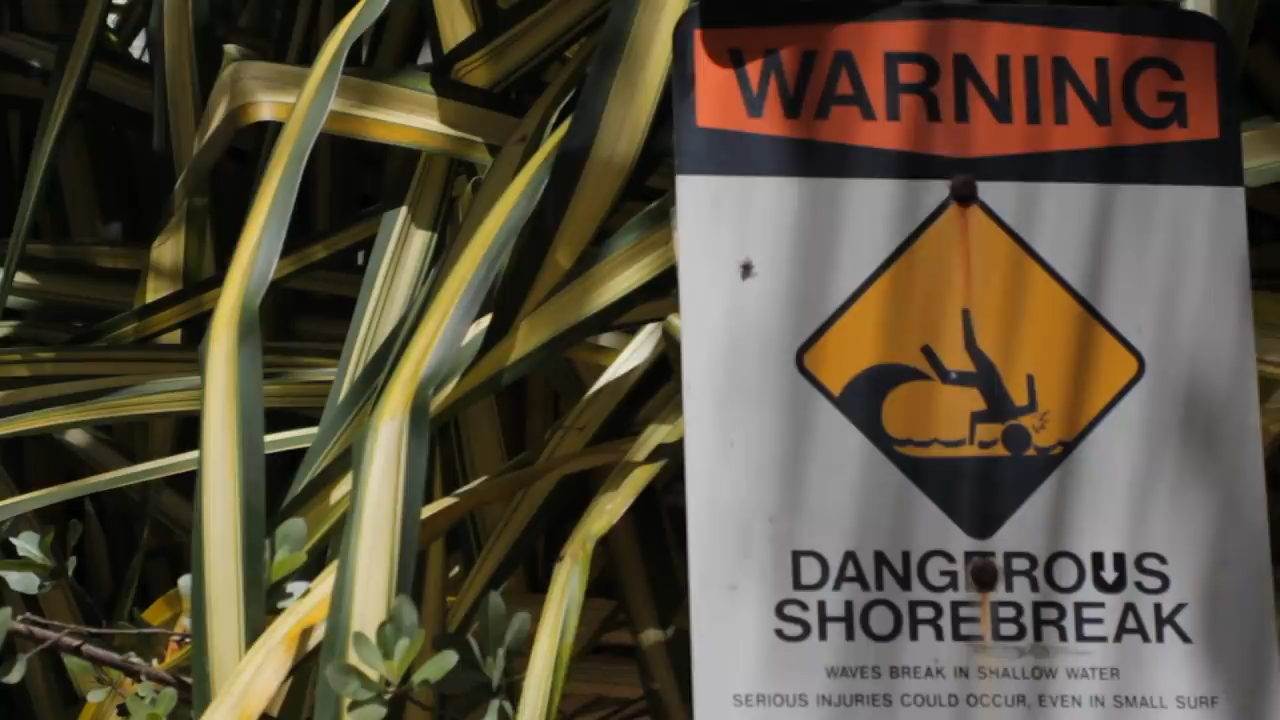 WARNING
DANGEROUS
SHOREBREAK
WAVES BREAK IN SHALLOW WATER
SERIOUS INJURIES COULD OCCUR, EVEN IN SMALL SURF